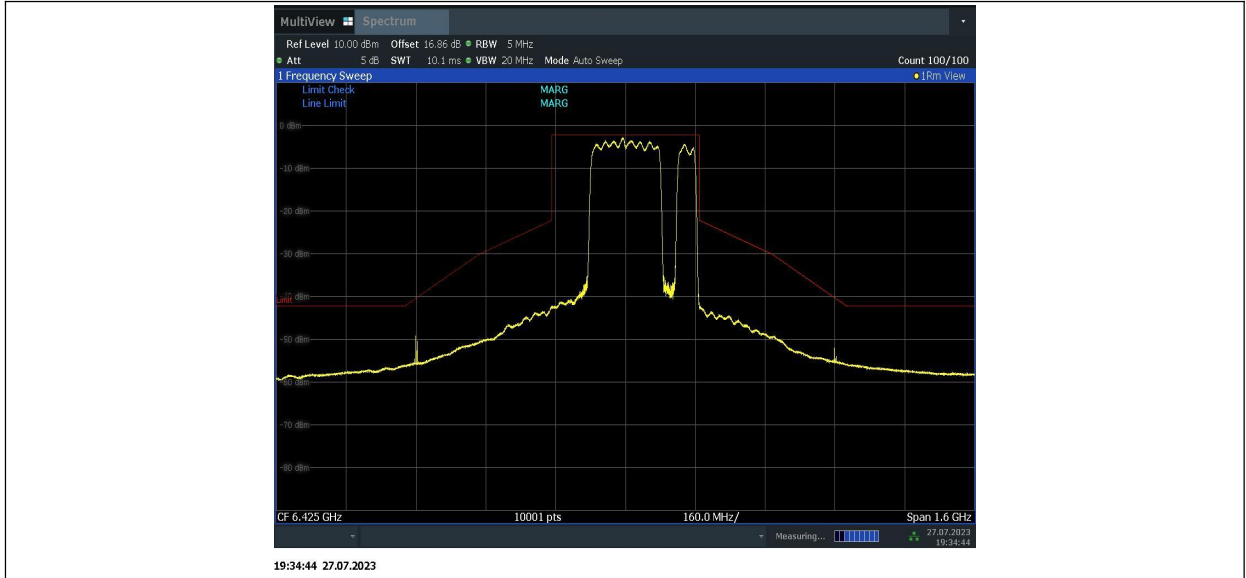 MultiView Spectrum
Ref Level 10.00 dBm Offset 16.86 dB RBW 5 MHz
Att 5 dB SWT 10.1 ms VBW 20 MHz Mode Auto Sweep Count 100/100
1 Frequency Sweep 1Rm View
Limit Check MARG
Line Limit MARG
0 dBm
-10 dBm
-20 dBm
-30 dBm
dBm
-50 dBm
-60 dBm
-70 dBm
-80 dBm
CF 6.425 GHz 10001 pts 160.0 MHz/ Span 1.6 GHz
Measuring... 27.07.2023
19:34:44
19:34:44 27.07.2023